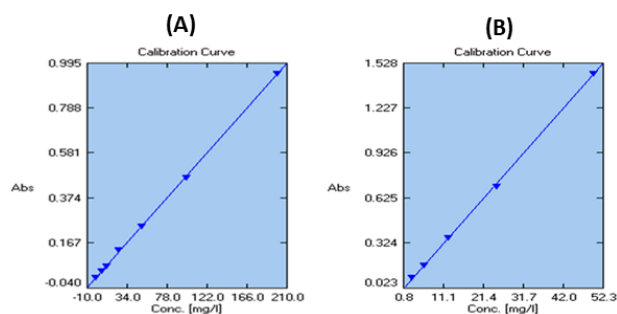 (A)
Calibration Curve
0.995
0.788
0.581
Abs
0.374
0.167
-0.040
-10.0 34.0 78.0 122.0 166.0 210.0
Conc. [mg/l]
(B)
Calibration Curve
1.528
1.227
0.926
Abs
0.625
0.324
0.023
0.8 11.1 21.4 31.7 42.0 52.3
Conc. [mg/l]